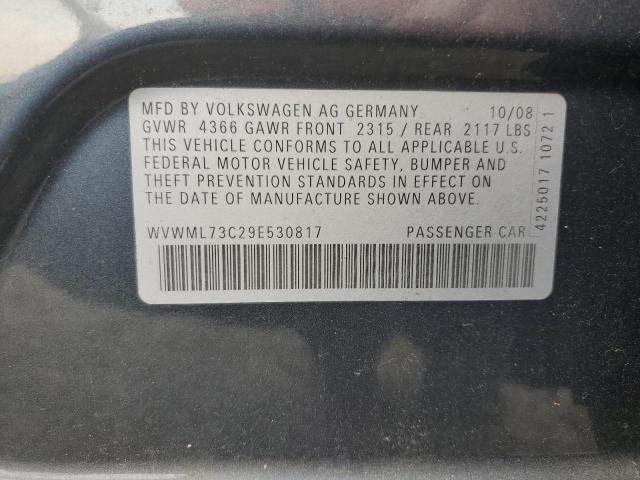 MFD BY VOLKSWAGEN AG GERMANY 10/08
GVWR 4366 GAWR FRONT 2315 / REAR 2117 LBS
THIS VEHICLE CONFORMS TO ALL APPLICABLE U.S.
FEDERAL MOTOR VEHICLE SAFETY, BUMPER AND
THEFT PREVENTION STANDARDS IN EFFECT ON
THE DATE OF MANUFACTURE SHOWN ABOVE.
WVWML73C29E530817 PASSENGER CAR
4225017 1072 1